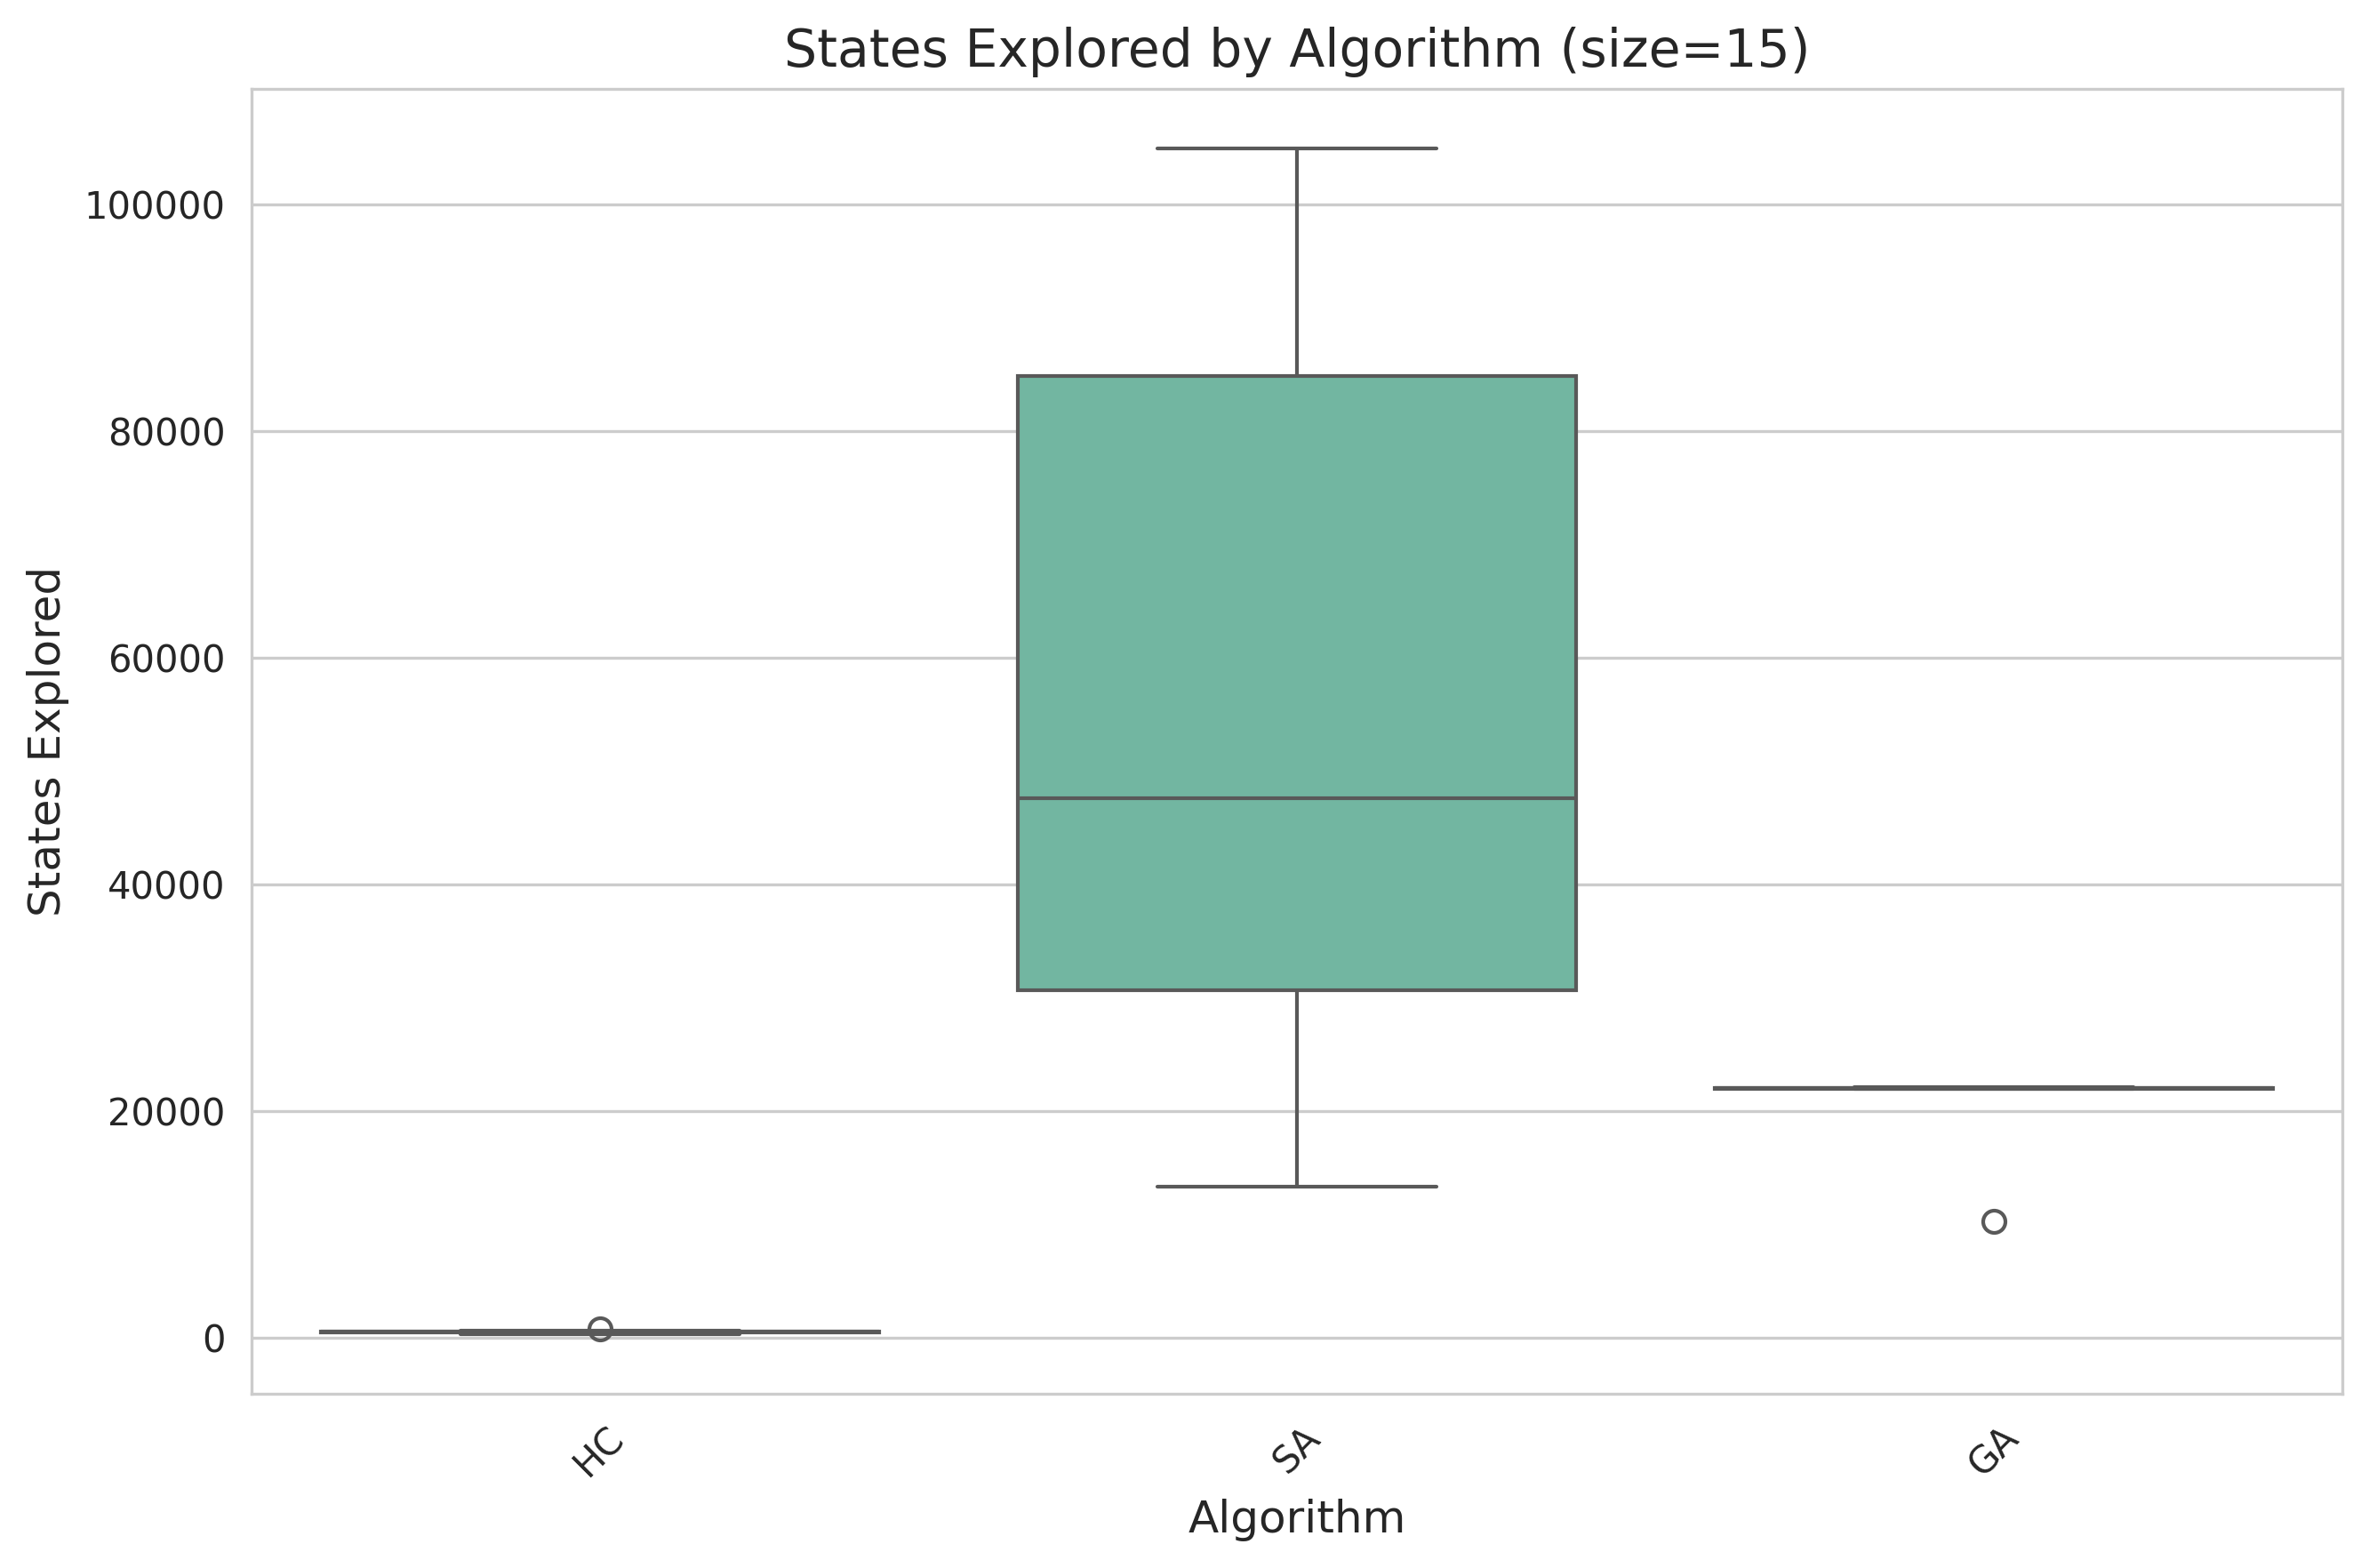 States Explored by Algorithm (size=15)
States Explored
100000
80000
60000
40000
20000
0
HC
SA
GA
Algorithm